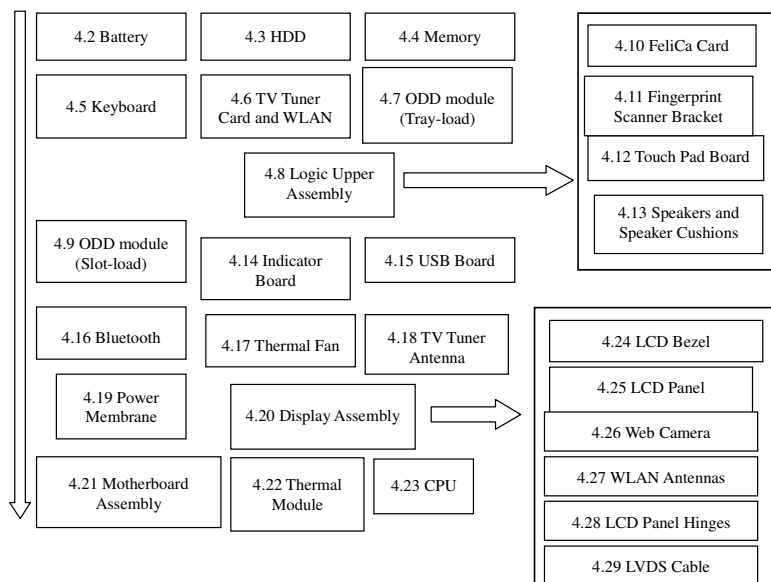 4.2 Battery
4.3 HDD
4.4 Memory
4.5 Keyboard
4.6 TV Tuner
Card and WLAN
4.7 ODD module
(Tray-load)
4.8 Logic Upper
Assembly
4.10 FeliCa Card
4.11 Fingerprint
Scanner Bracket
4.12 Touch Pad Board
4.13 Speakers and
Speaker Cushions
4.9 ODD module
(Slot-load)
4.14 Indicator
Board
4.15 USB Board
4.16 Bluetooth
4.17 Thermal Fan
4.18 TV Tuner
Antenna
4.19 Power
Membrane
4.20 Display Assembly
4.21 Motherboard
Assembly
4.22 Thermal
Module
4.23 CPU
4.24 LCD Bezel
4.25 LCD Panel
4.26 Web Camera
4.27 WLAN Antennas
4.28 LCD Panel Hinges
4.29 LVDS Cable